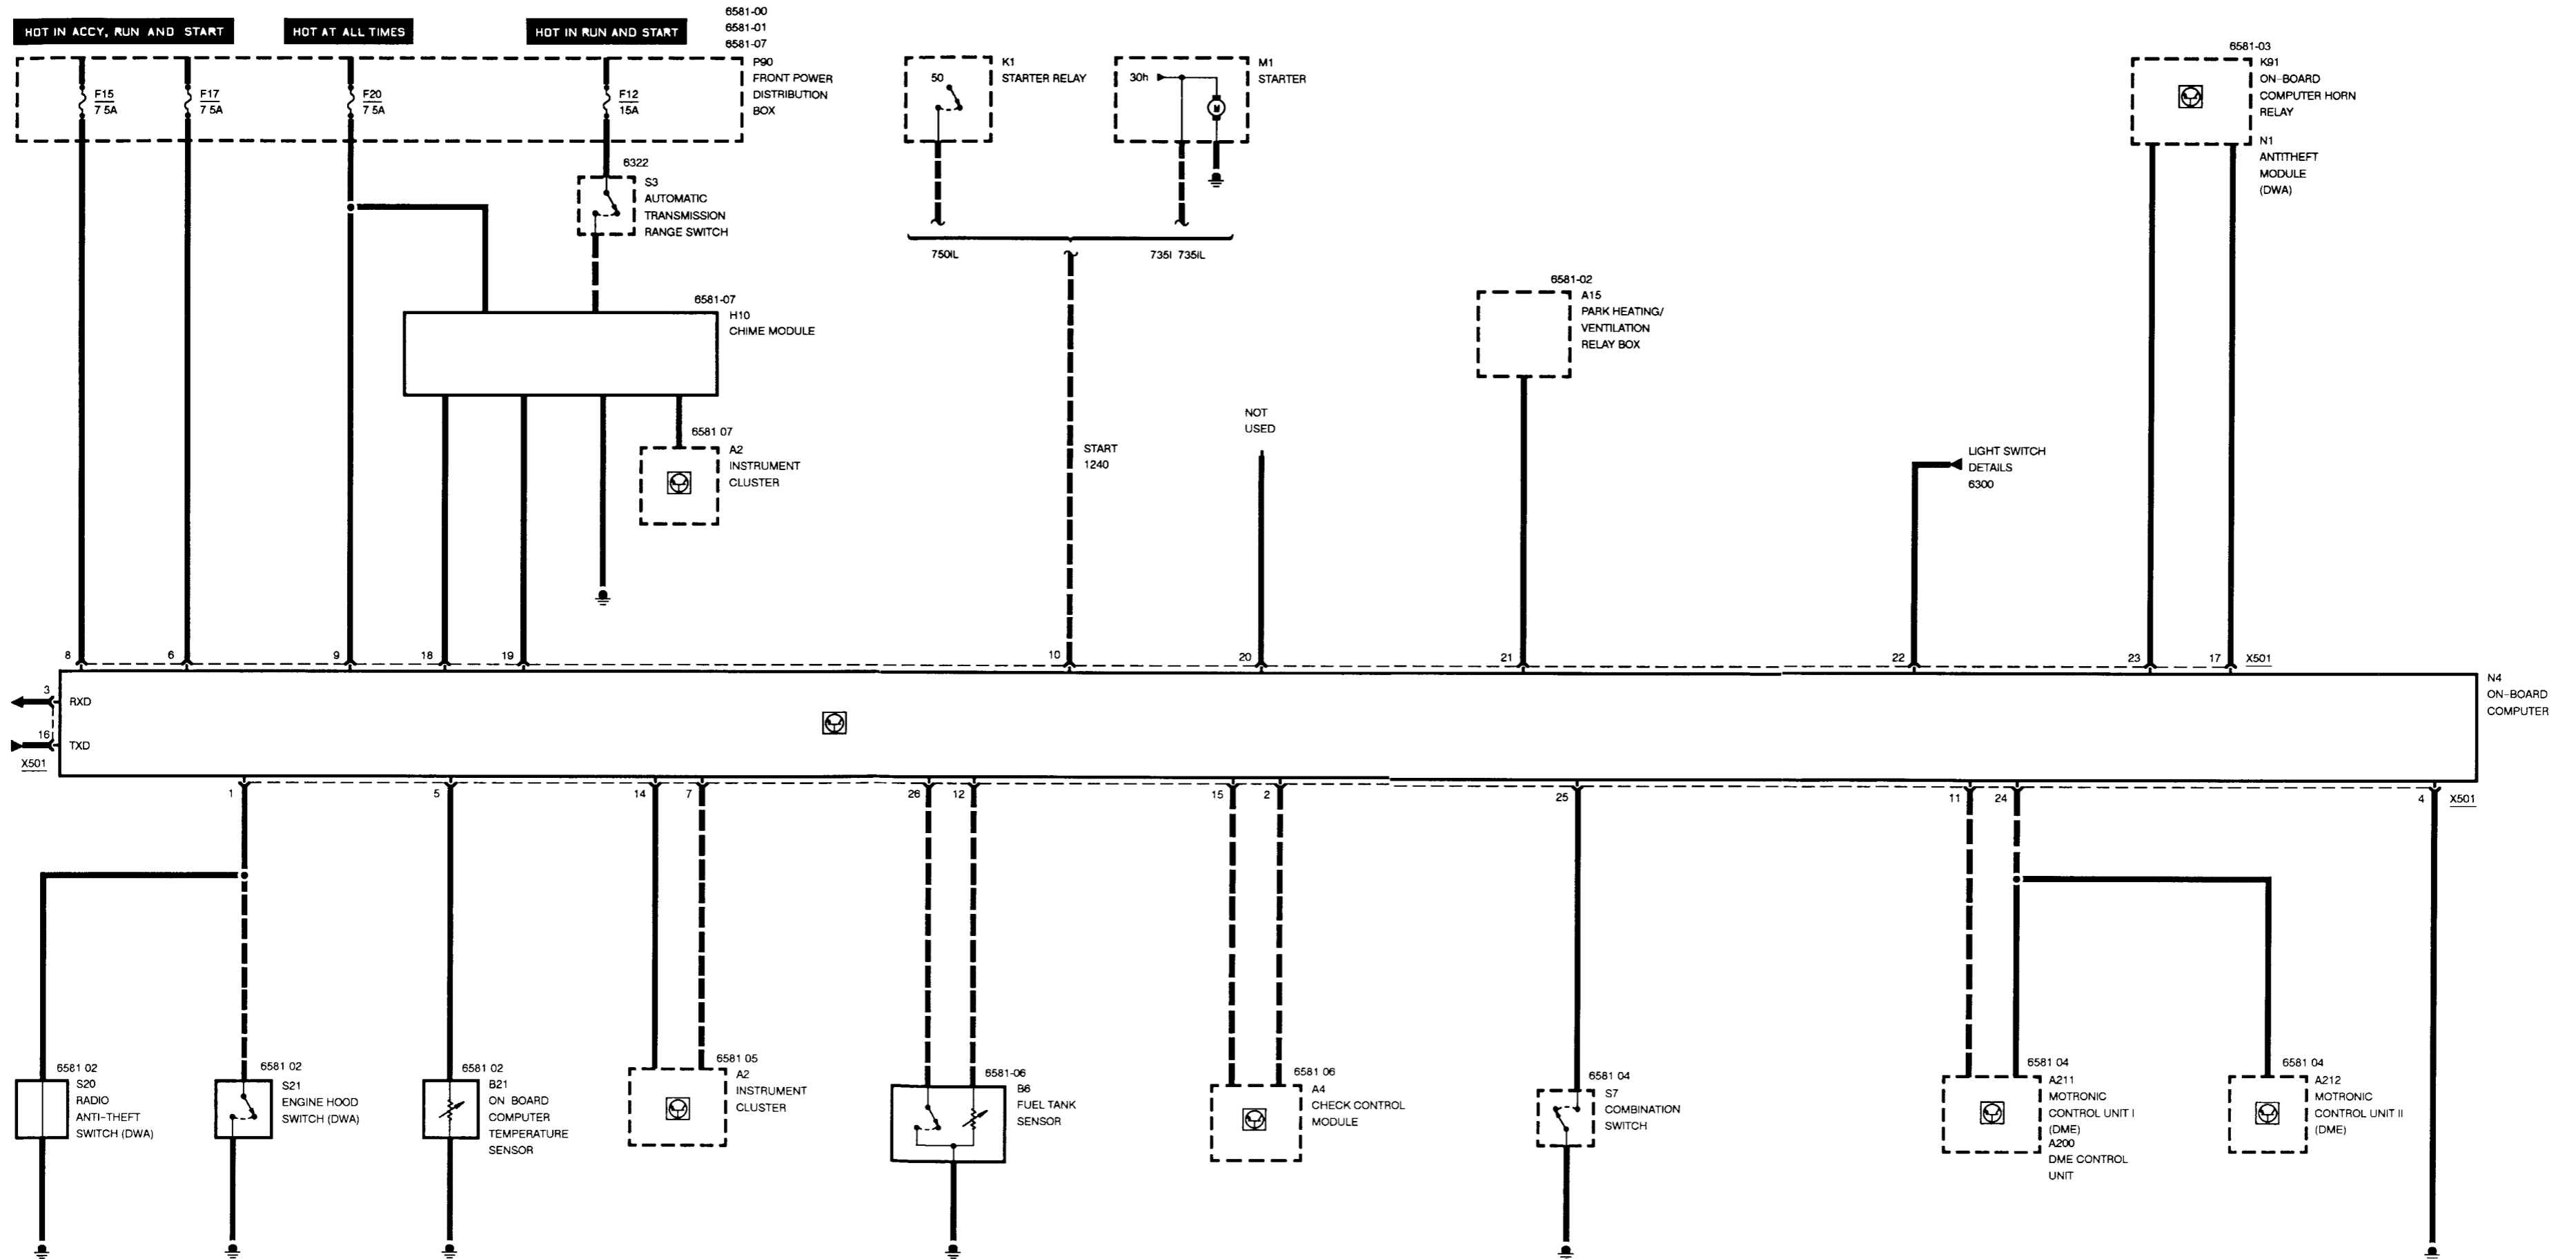 HOT IN ACCY, RUN AND START
HOT AT ALL TIMES
HOT IN RUN AND START
6581-00
6581-01
6581-07
P90
FRONT POWER
DISTRIBUTION
BOX
F15
7 5A
F17
7 5A
F20
7 5A
F12
15A
6322
S3
AUTOMATIC
TRANSMISSION
RANGE SWITCH
K1
STARTER RELAY
50
M1
STARTER
30h
M
750IL
735I 735IL
6581-03
K91
ON-BOARD
COMPUTER HORN
RELAY
N1
ANTITHEFT
MODULE
(DWA)
6581-07
H10
CHIME MODULE
6581 07
A2
INSTRUMENT
CLUSTER
START
1240
NOT
USED
6581-02
A15
PARK HEATING/
VENTILATION
RELAY BOX
LIGHT SWITCH
DETAILS
6300
8
6
9
18
19
10
20
21
22
23
17
X501
3
RXD
16
TXD
X501
N4
ON-BOARD
COMPUTER
1
5
14
7
26
12
15
2
25
11
24
4
X501
6581 02
S20
RADIO
ANTI-THEFT
SWITCH (DWA)
6581 02
S21
ENGINE HOOD
SWITCH (DWA)
6581 02
B21
ON BOARD
COMPUTER
TEMPERATURE
SENSOR
6581 05
A2
INSTRUMENT
CLUSTER
6581-06
B6
FUEL TANK
SENSOR
6581 06
A4
CHECK CONTROL
MODULE
6581 04
S7
COMBINATION
SWITCH
6581 04
A211
MOTRONIC
CONTROL UNIT I
(DME)
A200
DME CONTROL
UNIT
6581 04
A212
MOTRONIC
CONTROL UNIT II
(DME)